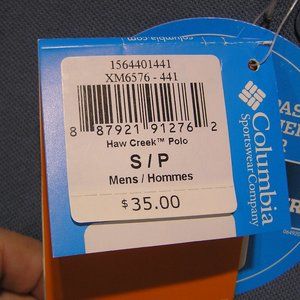 columbia.com
1564401441
XM6576 - 441
8 87921 91276 2
Haw Creek™ Polo
S / P
Mens / Hommes
$35.00
Columbia
Sportswear Company